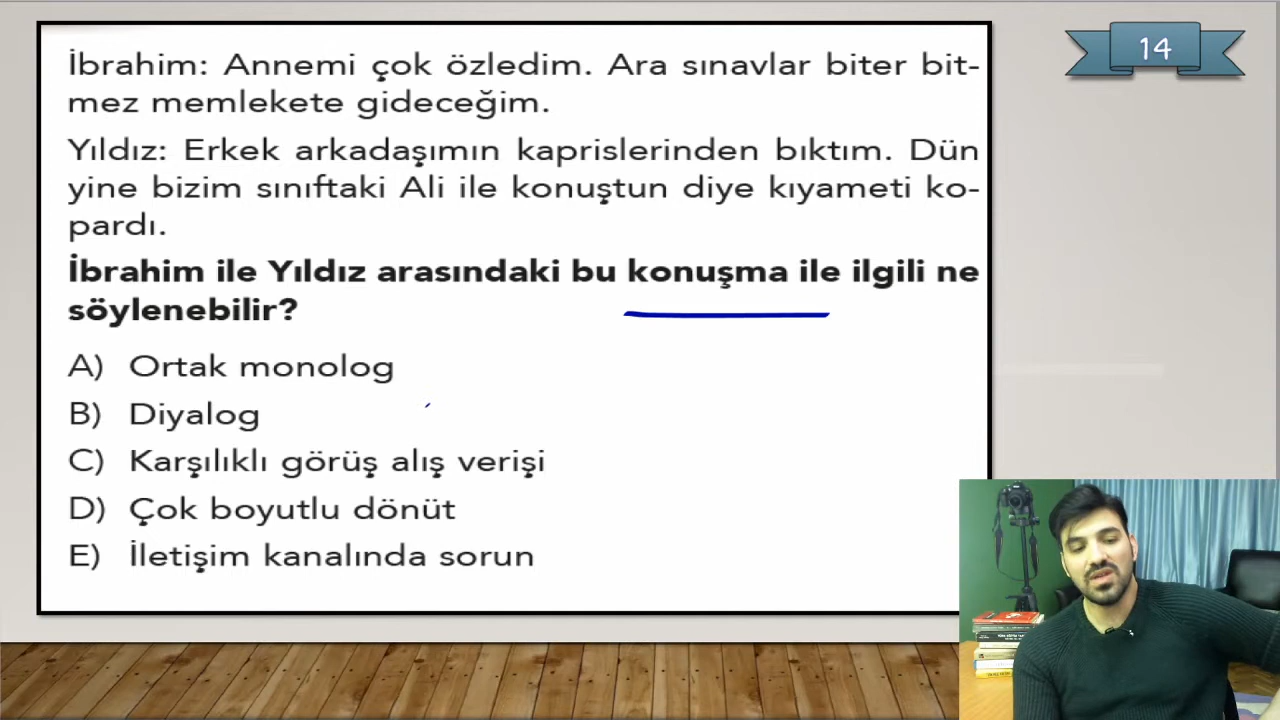 14
İbrahim: Annemi çok özledim. Ara sınavlar biter bit-
mez memlekete gideceğim.
Yıldız: Erkek arkadaşımın kaprislerinden bıktım. Dün
yine bizim sınıftaki Ali ile konuştun diye kıyameti ko-
pardı.
İbrahim ile Yıldız arasındaki bu konuşma ile ilgili ne
söylenebilir?
A) Ortak monolog
B) Diyalog
C) Karşılıklı görüş alış verişi
D) Çok boyutlu dönüt
E) İletişim kanalında sorun